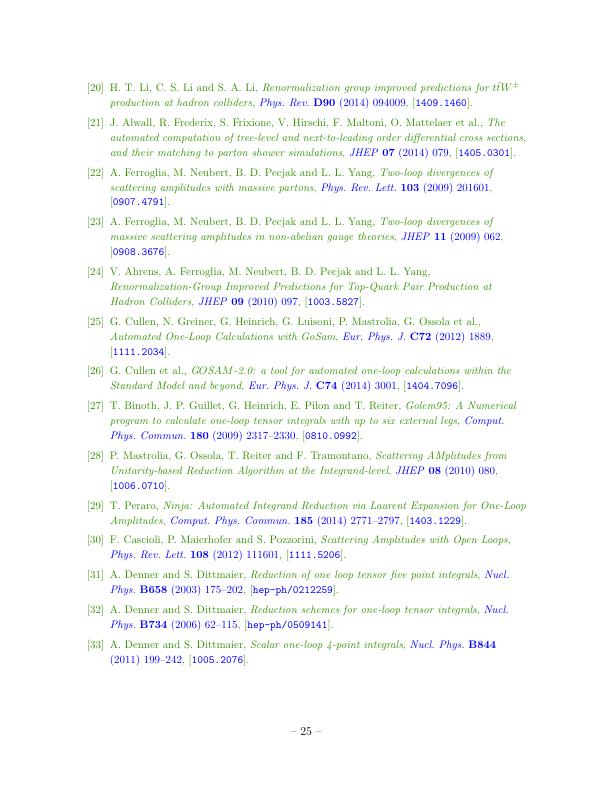 [20] H. T. Li, C. S. Li and S. A. Li, Renormalization group improved predictions for tt̄W±
production at hadron colliders, Phys. Rev. D90 (2014) 094009, [1409.1460].
[21] J. Alwall, R. Frederix, S. Frixione, V. Hirschi, F. Maltoni, O. Mattelaer et al., The
automated computation of tree-level and next-to-leading order differential cross sections,
and their matching to parton shower simulations, JHEP 07 (2014) 079, [1405.0301].
[22] A. Ferroglia, M. Neubert, B. D. Pecjak and L. L. Yang, Two-loop divergences of
scattering amplitudes with massive partons, Phys. Rev. Lett. 103 (2009) 201601,
[0907.4791].
[23] A. Ferroglia, M. Neubert, B. D. Pecjak and L. L. Yang, Two-loop divergences of
massive scattering amplitudes in non-abelian gauge theories, JHEP 11 (2009) 062,
[0908.3676].
[24] V. Ahrens, A. Ferroglia, M. Neubert, B. D. Pecjak and L. L. Yang,
Renormalization-Group Improved Predictions for Top-Quark Pair Production at
Hadron Colliders, JHEP 09 (2010) 097, [1003.5827].
[25] G. Cullen, N. Greiner, G. Heinrich, G. Luisoni, P. Mastrolia, G. Ossola et al.,
Automated One-Loop Calculations with GoSam, Eur. Phys. J. C72 (2012) 1889,
[1111.2034].
[26] G. Cullen et al., GOSAM-2.0: a tool for automated one-loop calculations within the
Standard Model and beyond, Eur. Phys. J. C74 (2014) 3001, [1404.7096].
[27] T. Binoth, J. P. Guillet, G. Heinrich, E. Pilon and T. Reiter, Golem95: A Numerical
program to calculate one-loop tensor integrals with up to six external legs, Comput.
Phys. Commun. 180 (2009) 2317–2330, [0810.0992].
[28] P. Mastrolia, G. Ossola, T. Reiter and F. Tramontano, Scattering AMplitudes from
Unitarity-based Reduction Algorithm at the Integrand-level, JHEP 08 (2010) 080,
[1006.0710].
[29] T. Peraro, Ninja: Automated Integrand Reduction via Laurent Expansion for One-Loop
Amplitudes, Comput. Phys. Commun. 185 (2014) 2771–2797, [1403.1229].
[30] F. Cascioli, P. Maierhofer and S. Pozzorini, Scattering Amplitudes with Open Loops,
Phys. Rev. Lett. 108 (2012) 111601, [1111.5206].
[31] A. Denner and S. Dittmaier, Reduction of one loop tensor five point integrals, Nucl.
Phys. B658 (2003) 175–202, [hep-ph/0212259].
[32] A. Denner and S. Dittmaier, Reduction schemes for one-loop tensor integrals, Nucl.
Phys. B734 (2006) 62–115, [hep-ph/0509141].
[33] A. Denner and S. Dittmaier, Scalar one-loop 4-point integrals, Nucl. Phys. B844
(2011) 199–242, [1005.2076].
– 25 –